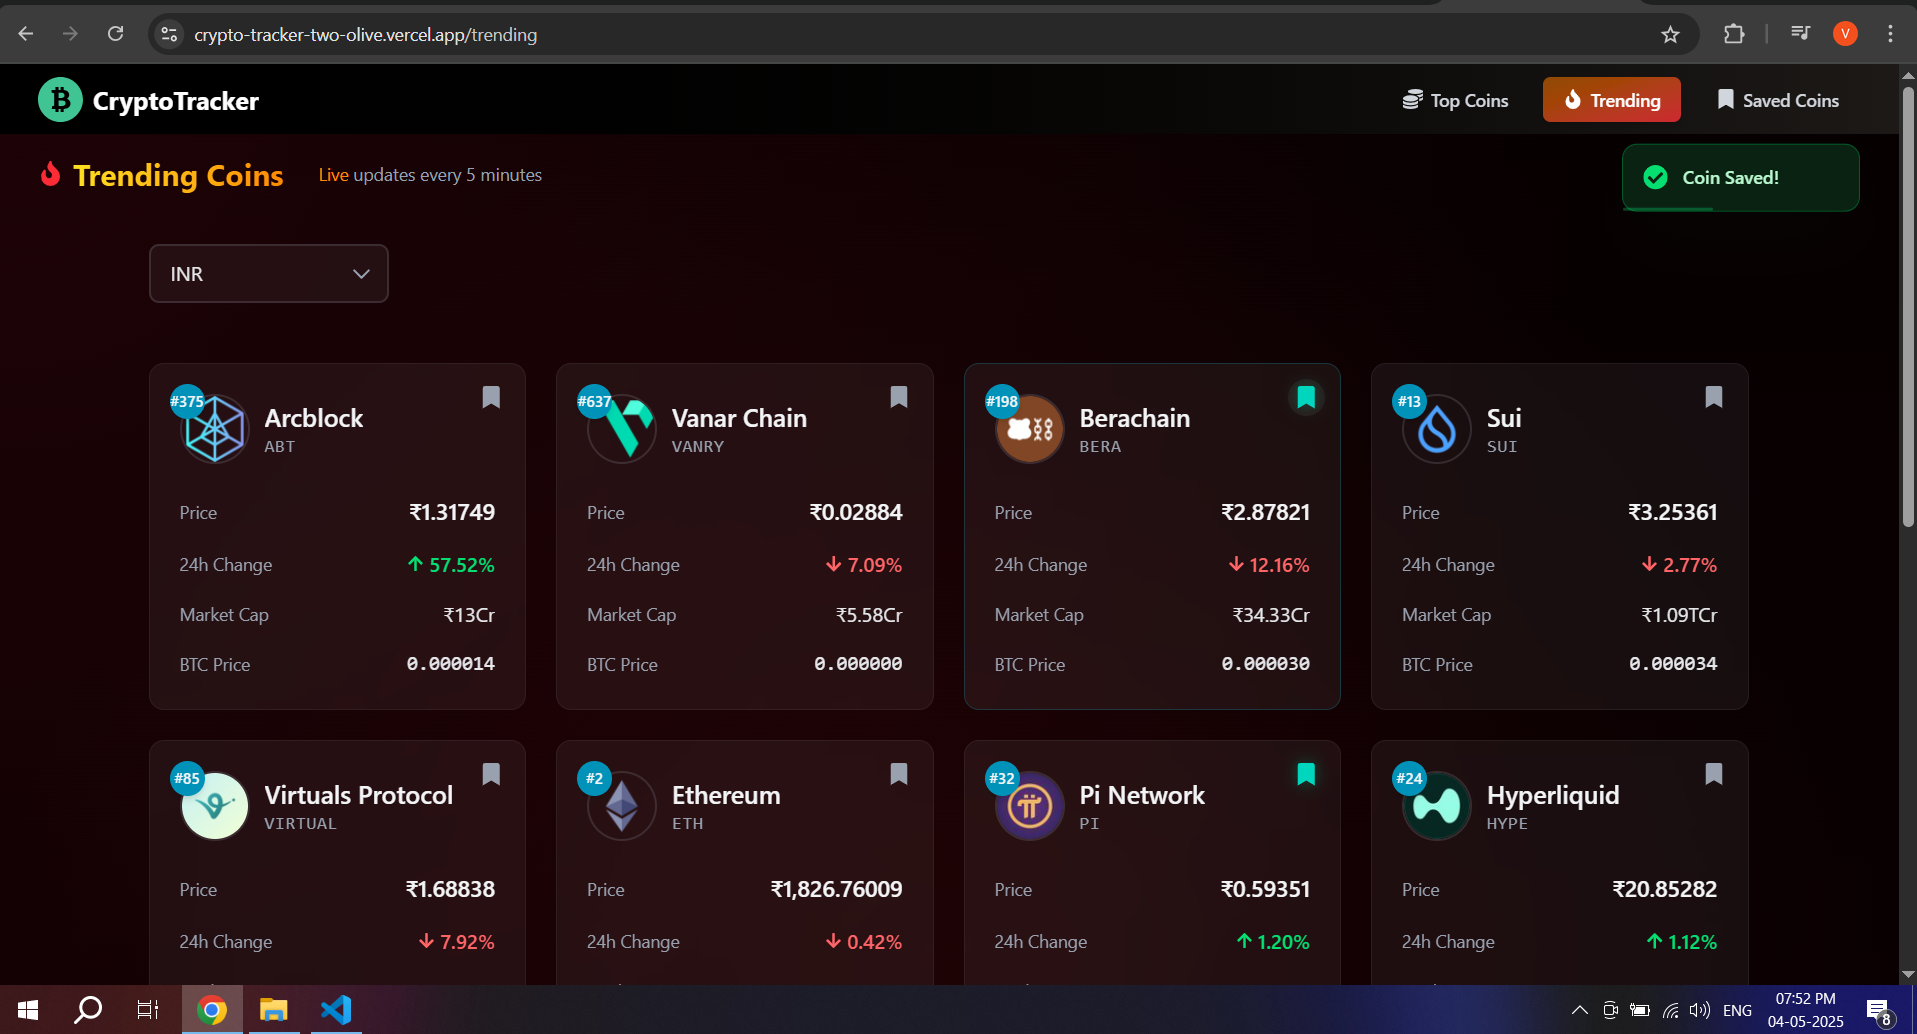 crypto-tracker-two-olive.vercel.app/trending
V
CryptoTracker
Top Coins
Trending
Saved Coins
Trending Coins
Live updates every 5 minutes
Coin Saved!
INR
#375
Arcblock
ABT
Price ₹1.31749
24h Change 57.52%
Market Cap ₹13Cr
BTC Price 0.000014
#637
Vanar Chain
VANRY
Price ₹0.02884
24h Change 7.09%
Market Cap ₹5.58Cr
BTC Price 0.000000
#198
Berachain
BERA
Price ₹2.87821
24h Change 12.16%
Market Cap ₹34.33Cr
BTC Price 0.000030
#13
Sui
SUI
Price ₹3.25361
24h Change 2.77%
Market Cap ₹1.09TCr
BTC Price 0.000034
#85
Virtuals Protocol
VIRTUAL
Price ₹1.68838
24h Change 7.92%
#2
Ethereum
ETH
Price ₹1,826.76009
24h Change 0.42%
#32
Pi Network
PI
Price ₹0.59351
24h Change 1.20%
#24
Hyperliquid
HYPE
Price ₹20.85282
24h Change 1.12%
ENG
07:52 PM
04-05-2025
8